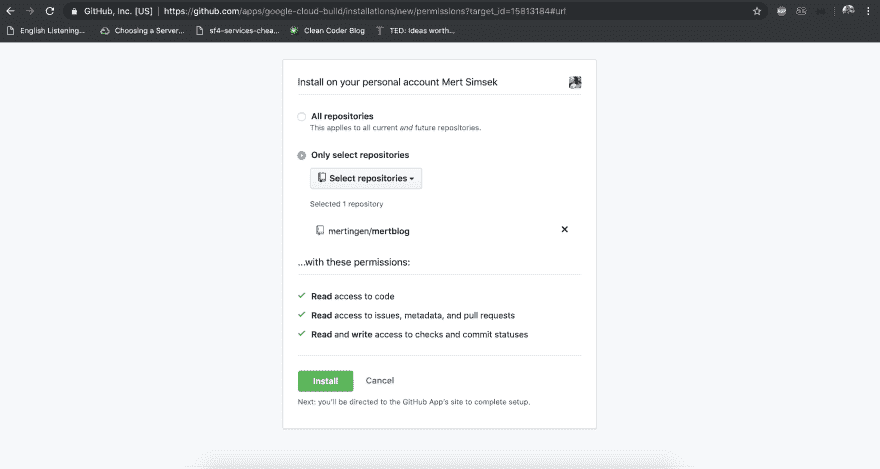 GitHub, Inc. [US] | https://github.com/apps/google-cloud-build/installations/new/permissions?target_id=15813184#url
English Listening... Choosing a Server... sf4-services-chea... Clean Coder Blog TED: Ideas worth...
Install on your personal account Mert Simsek
All repositories
This applies to all current and future repositories.
Only select repositories
Select repositories
Selected 1 repository
mertingen/mertblog
...with these permissions:
Read access to code
Read access to issues, metadata, and pull requests
Read and write access to checks and commit statuses
Install Cancel
Next: you'll be directed to the GitHub App's site to complete setup.